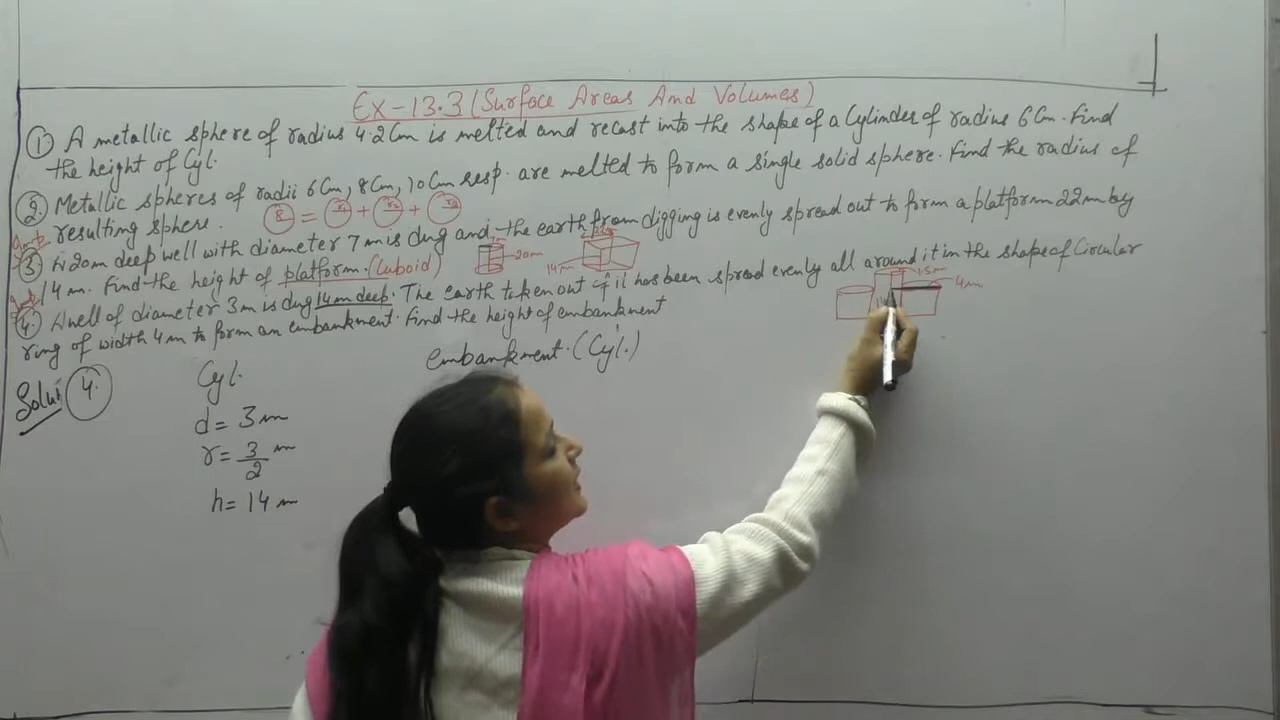 Ex-13.3 (Surface Areas And Volumes)
① A metallic sphere of radius 4.2 Cm is melted and recast into the shape of a Cylinder of radius 6 Cm. Find
the height of Cyl.
② Metallic spheres of radii 6 Cm, 8 Cm, 10 Cm resp. are melted to form a single solid sphere. Find the radius of
resulting sphere.
= + +
③ A 20m deep well with diameter 7 m is dug and the earth from digging is evenly spread out to form a platform 22 m by
14 m. Find the height of platform. (Cuboid)
20m
14m
④. A well of diameter 3m is dug 14m deep. The earth taken out of it has been spread evenly all around it in the shape of Circular
ring of width 4m to form an embankment. Find the height of embankment
1.5m
4m
Solu: ④.
Cyl.
embankment. (Cyl.)
d = 3 m
r = 3/2 m
h = 14 m